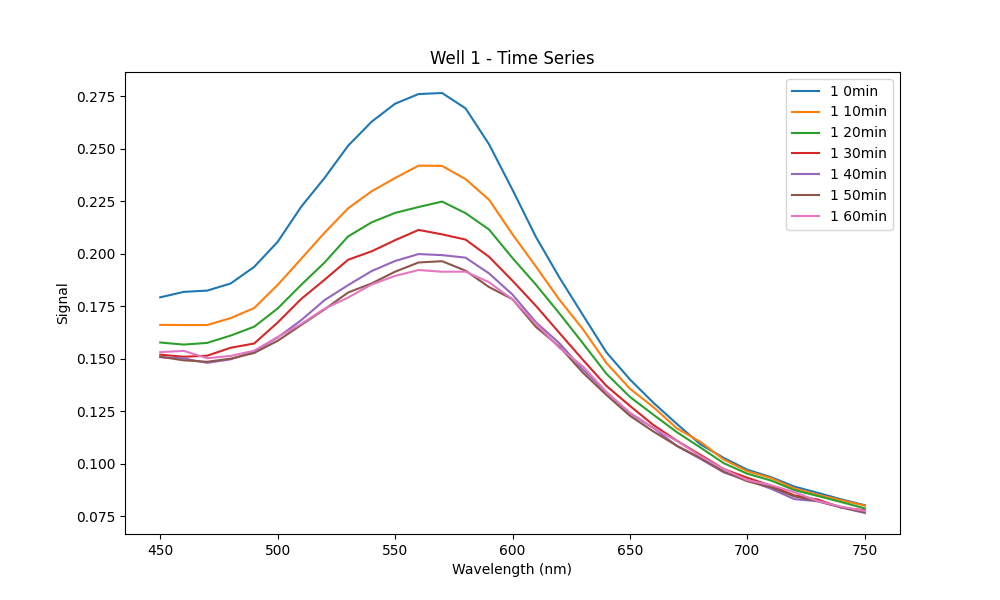 Well 1 - Time Series
Signal
0.275
0.250
0.225
0.200
0.175
0.150
0.125
0.100
0.075
1 0min
1 10min
1 20min
1 30min
1 40min
1 50min
1 60min
450 500 550 600 650 700 750
Wavelength (nm)